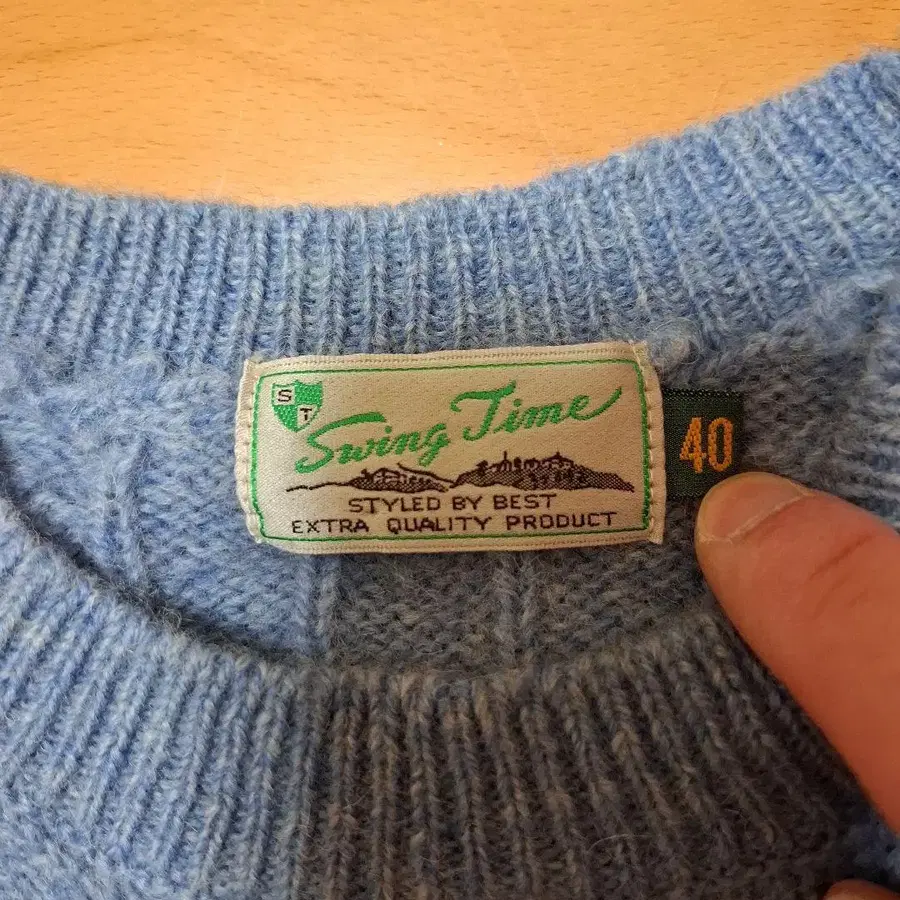 S
T
Swing Time
40
STYLED BY BEST
EXTRA QUALITY PRODUCT